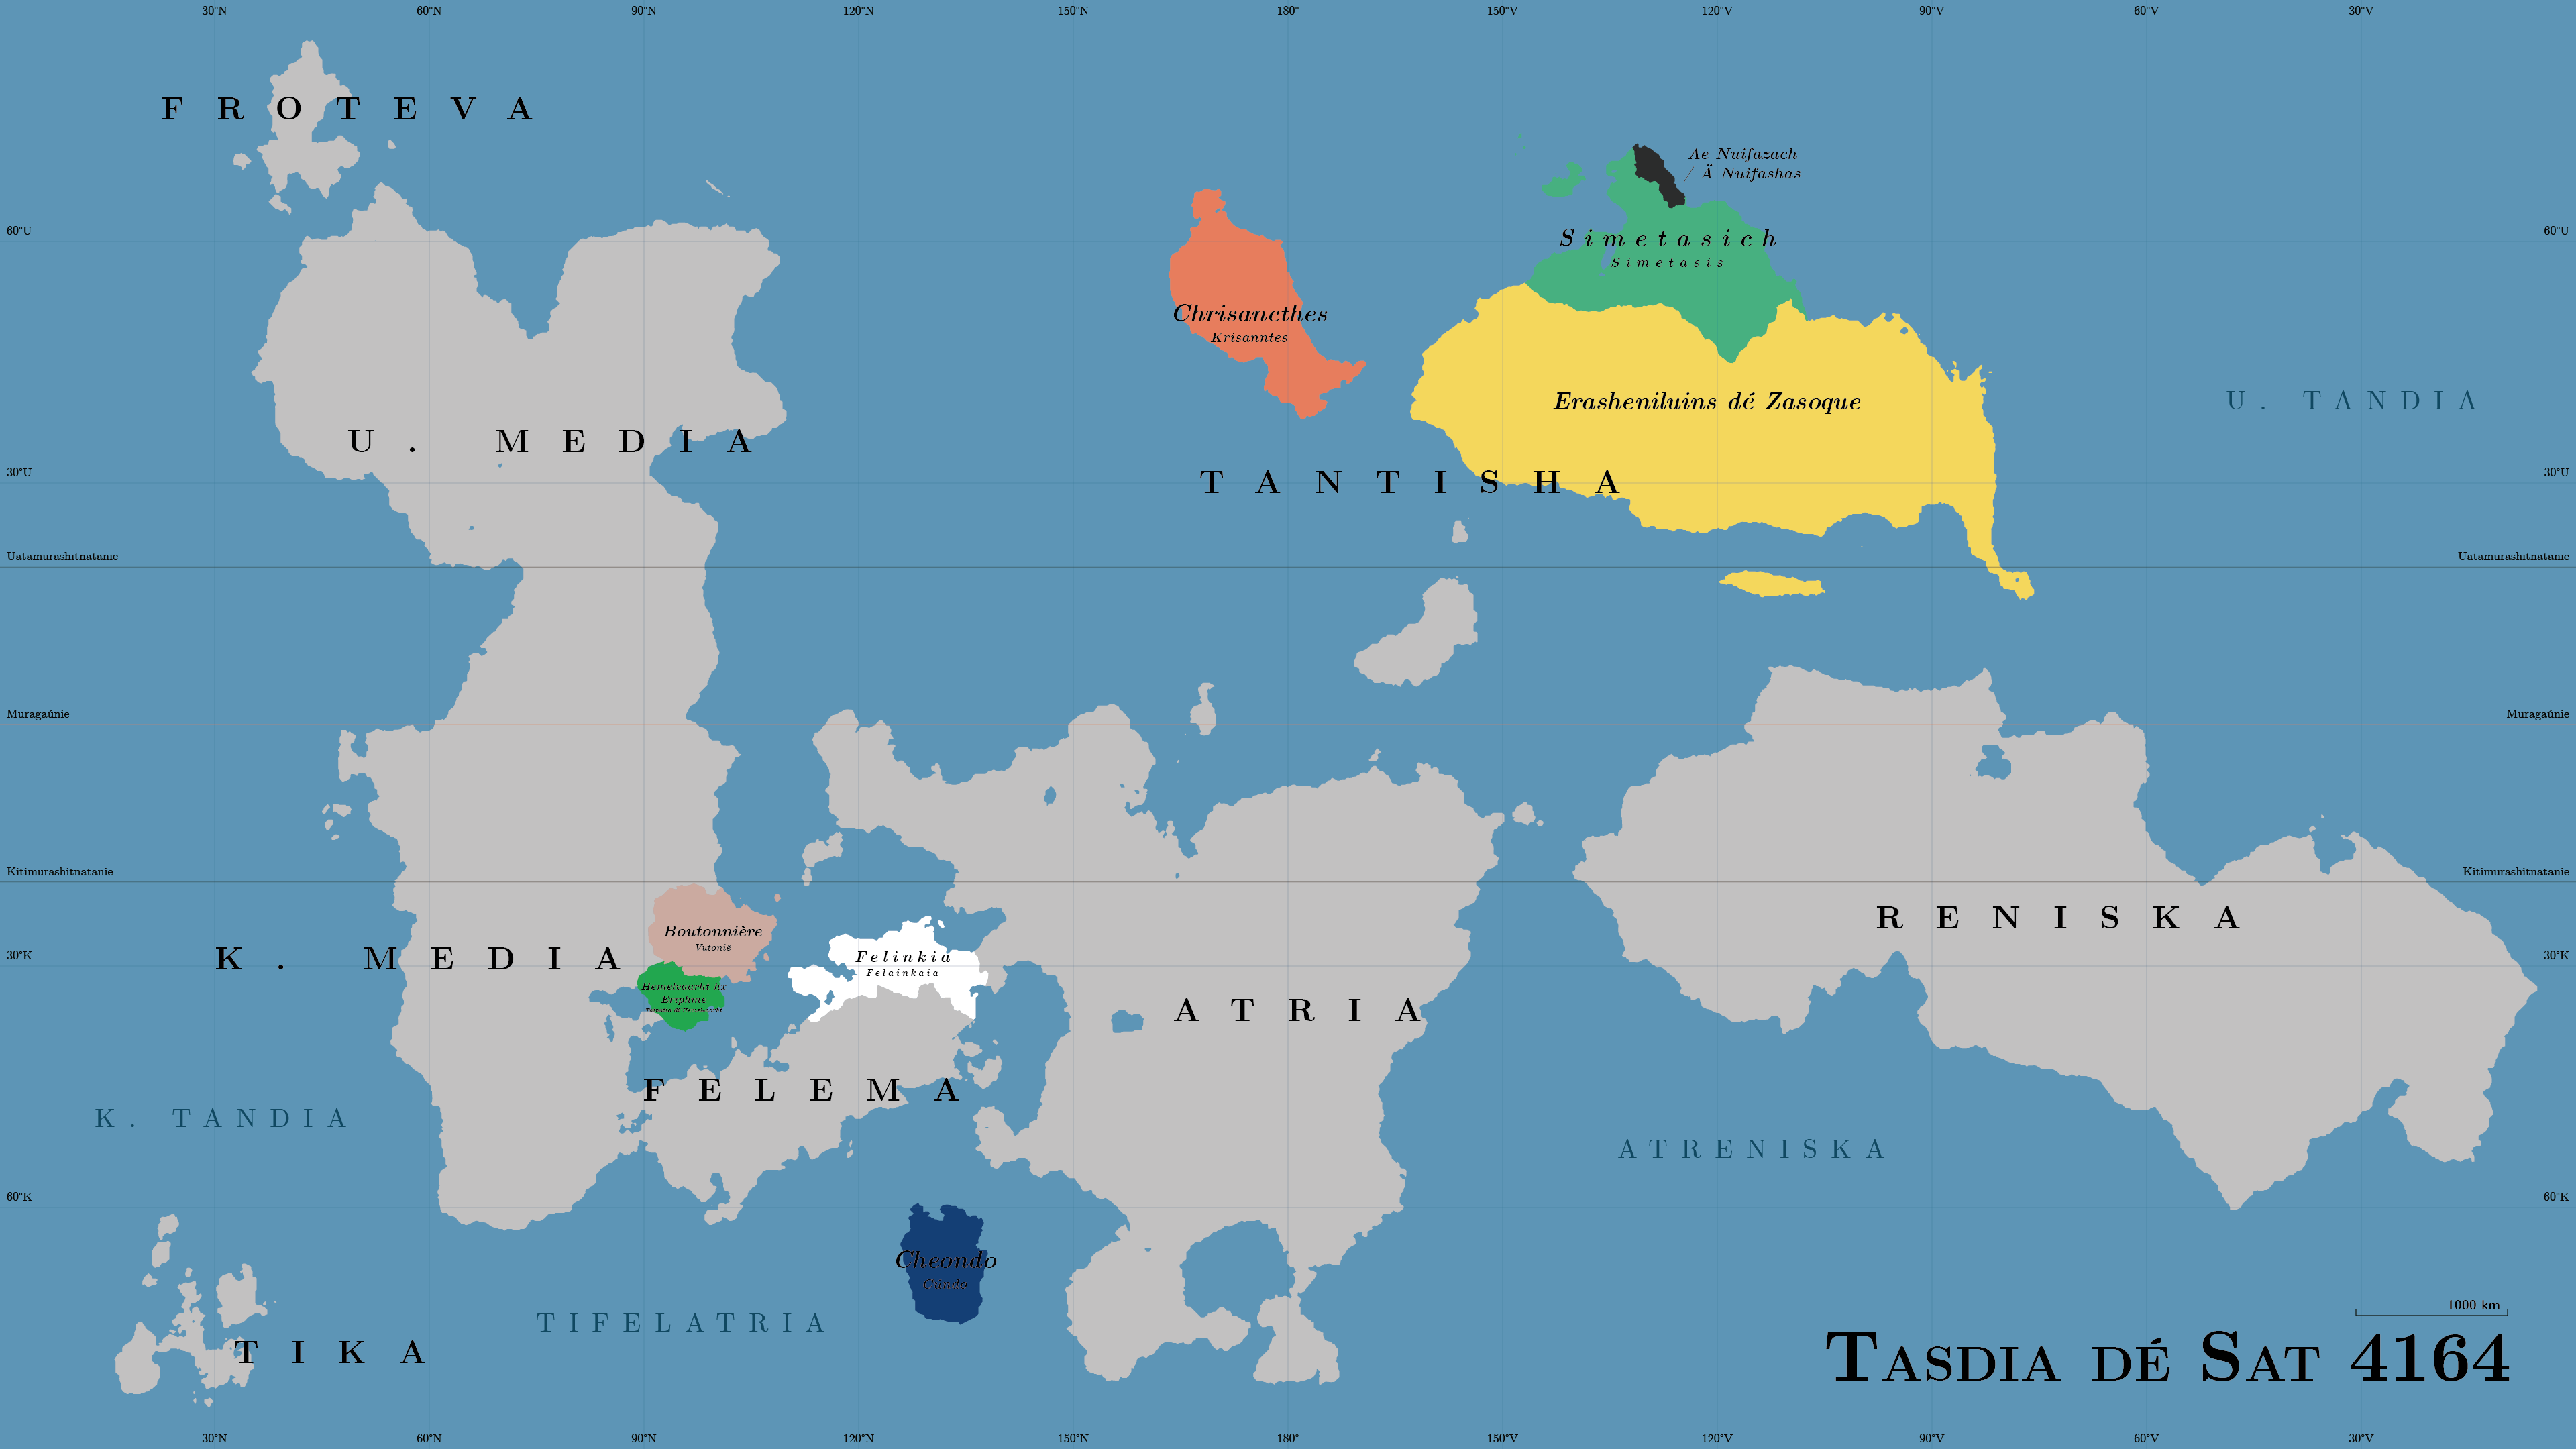 30°N 60°N 90°N 120°N 150°N 180° 150°V 120°V 90°V 60°V 30°V
FROTEVA
Ae Nuifazach
Ä Nuifashas
60°U 60°U
Simetasich
Simetasis
Chrisancthes
Krisanntes
Erasheniluins dé Zasoque
U. TANDIA
U. MEDIA
30°U 30°U
TANTISHA
Uatamurashitnatanie Uatamurashitnatanie
Muragaúnie Muragaúnie
Kitimurashitnatanie Kitimurashitnatanie
RENISKA
Boutonnière
Vutonié
30°K 30°K
K. MEDIA
Felinkia
Felainkaia
Hemelvaarht hx
Eriphme
di Hemelvaarht
ATRIA
FELEMA
K. TANDIA
ATRENISKA
60°K 60°K
Cheondo
Cundo
TIFELATRIA
1000 km
TIKA
Tasdia dé Sat 4164
30°N 60°N 90°N 120°N 150°N 180° 150°V 120°V 90°V 60°V 30°V